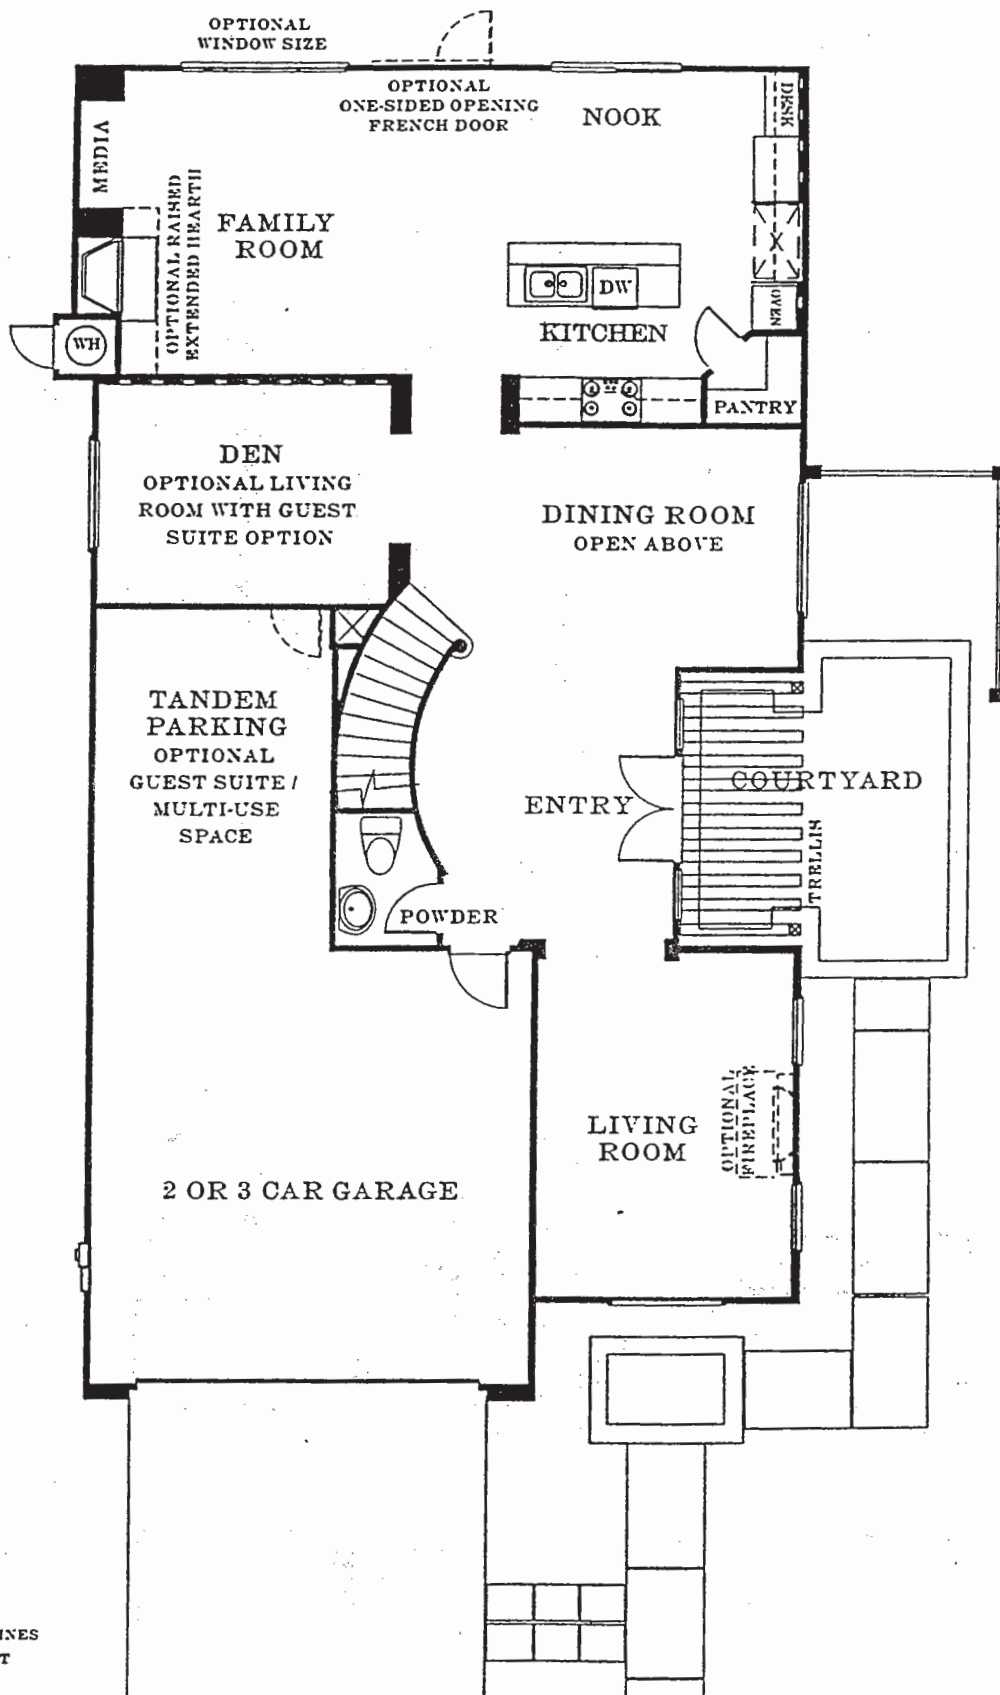 OPTIONAL
WINDOW SIZE
OPTIONAL
ONE-SIDED OPENING
FRENCH DOOR
NOOK
DESK
MEDIA
OPTIONAL RAISED
EXTENDED HEARTH
FAMILY
ROOM
DW
OVEN
KITCHEN
WH
PANTRY
DEN
OPTIONAL LIVING
ROOM WITH GUEST
SUITE OPTION
DINING ROOM
OPEN ABOVE
TANDEM
PARKING
OPTIONAL
GUEST SUITE /
MULTI-USE
SPACE
ENTRY
COURTYARD
TRELLIS
POWDER
LIVING
ROOM
OPTIONAL
FIREPLACE
2 OR 3 CAR GARAGE
INES
T